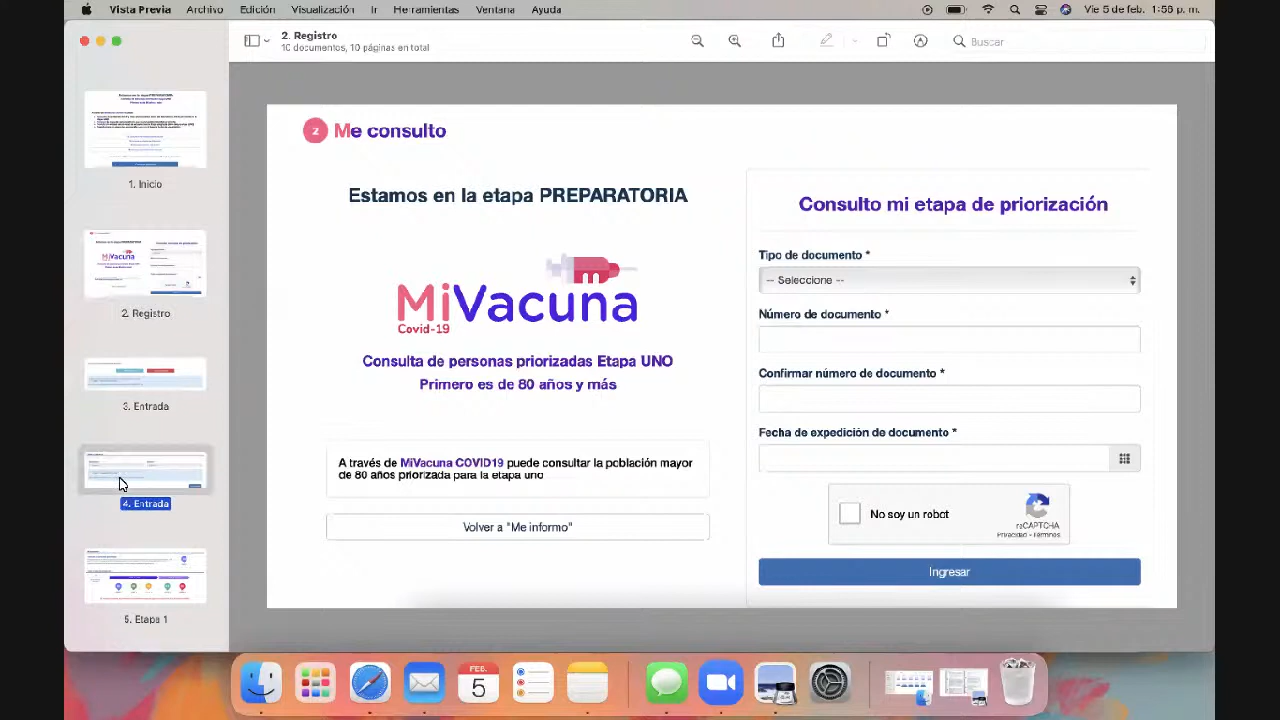 Vista Previa Archivo Edición Visualización Ir Herramientas Ventana Ayuda
Vie 5 de feb. 1:56 p. m.
2. Registro
10 documentos, 10 páginas en total
Buscar
1. Inicio
2. Registro
3. Entrada
4. Entrada
5. Etapa 1
2 Me consulto
Estamos en la etapa PREPARATORIA
MiVacuna
Covid-19
Consulta de personas priorizadas Etapa UNO
Primero es de 80 años y más
A través de MiVacuna COVID19 puede consultar la población mayor
de 80 años priorizada para la etapa uno
Volver a "Me informo"
Consulto mi etapa de priorización
Tipo de documento *
-- Seleccione --
Número de documento *
Confirmar número de documento *
Fecha de expedición de documento *
No soy un robot
reCAPTCHA
Privacidad - Términos
Ingresar
FEB.
5